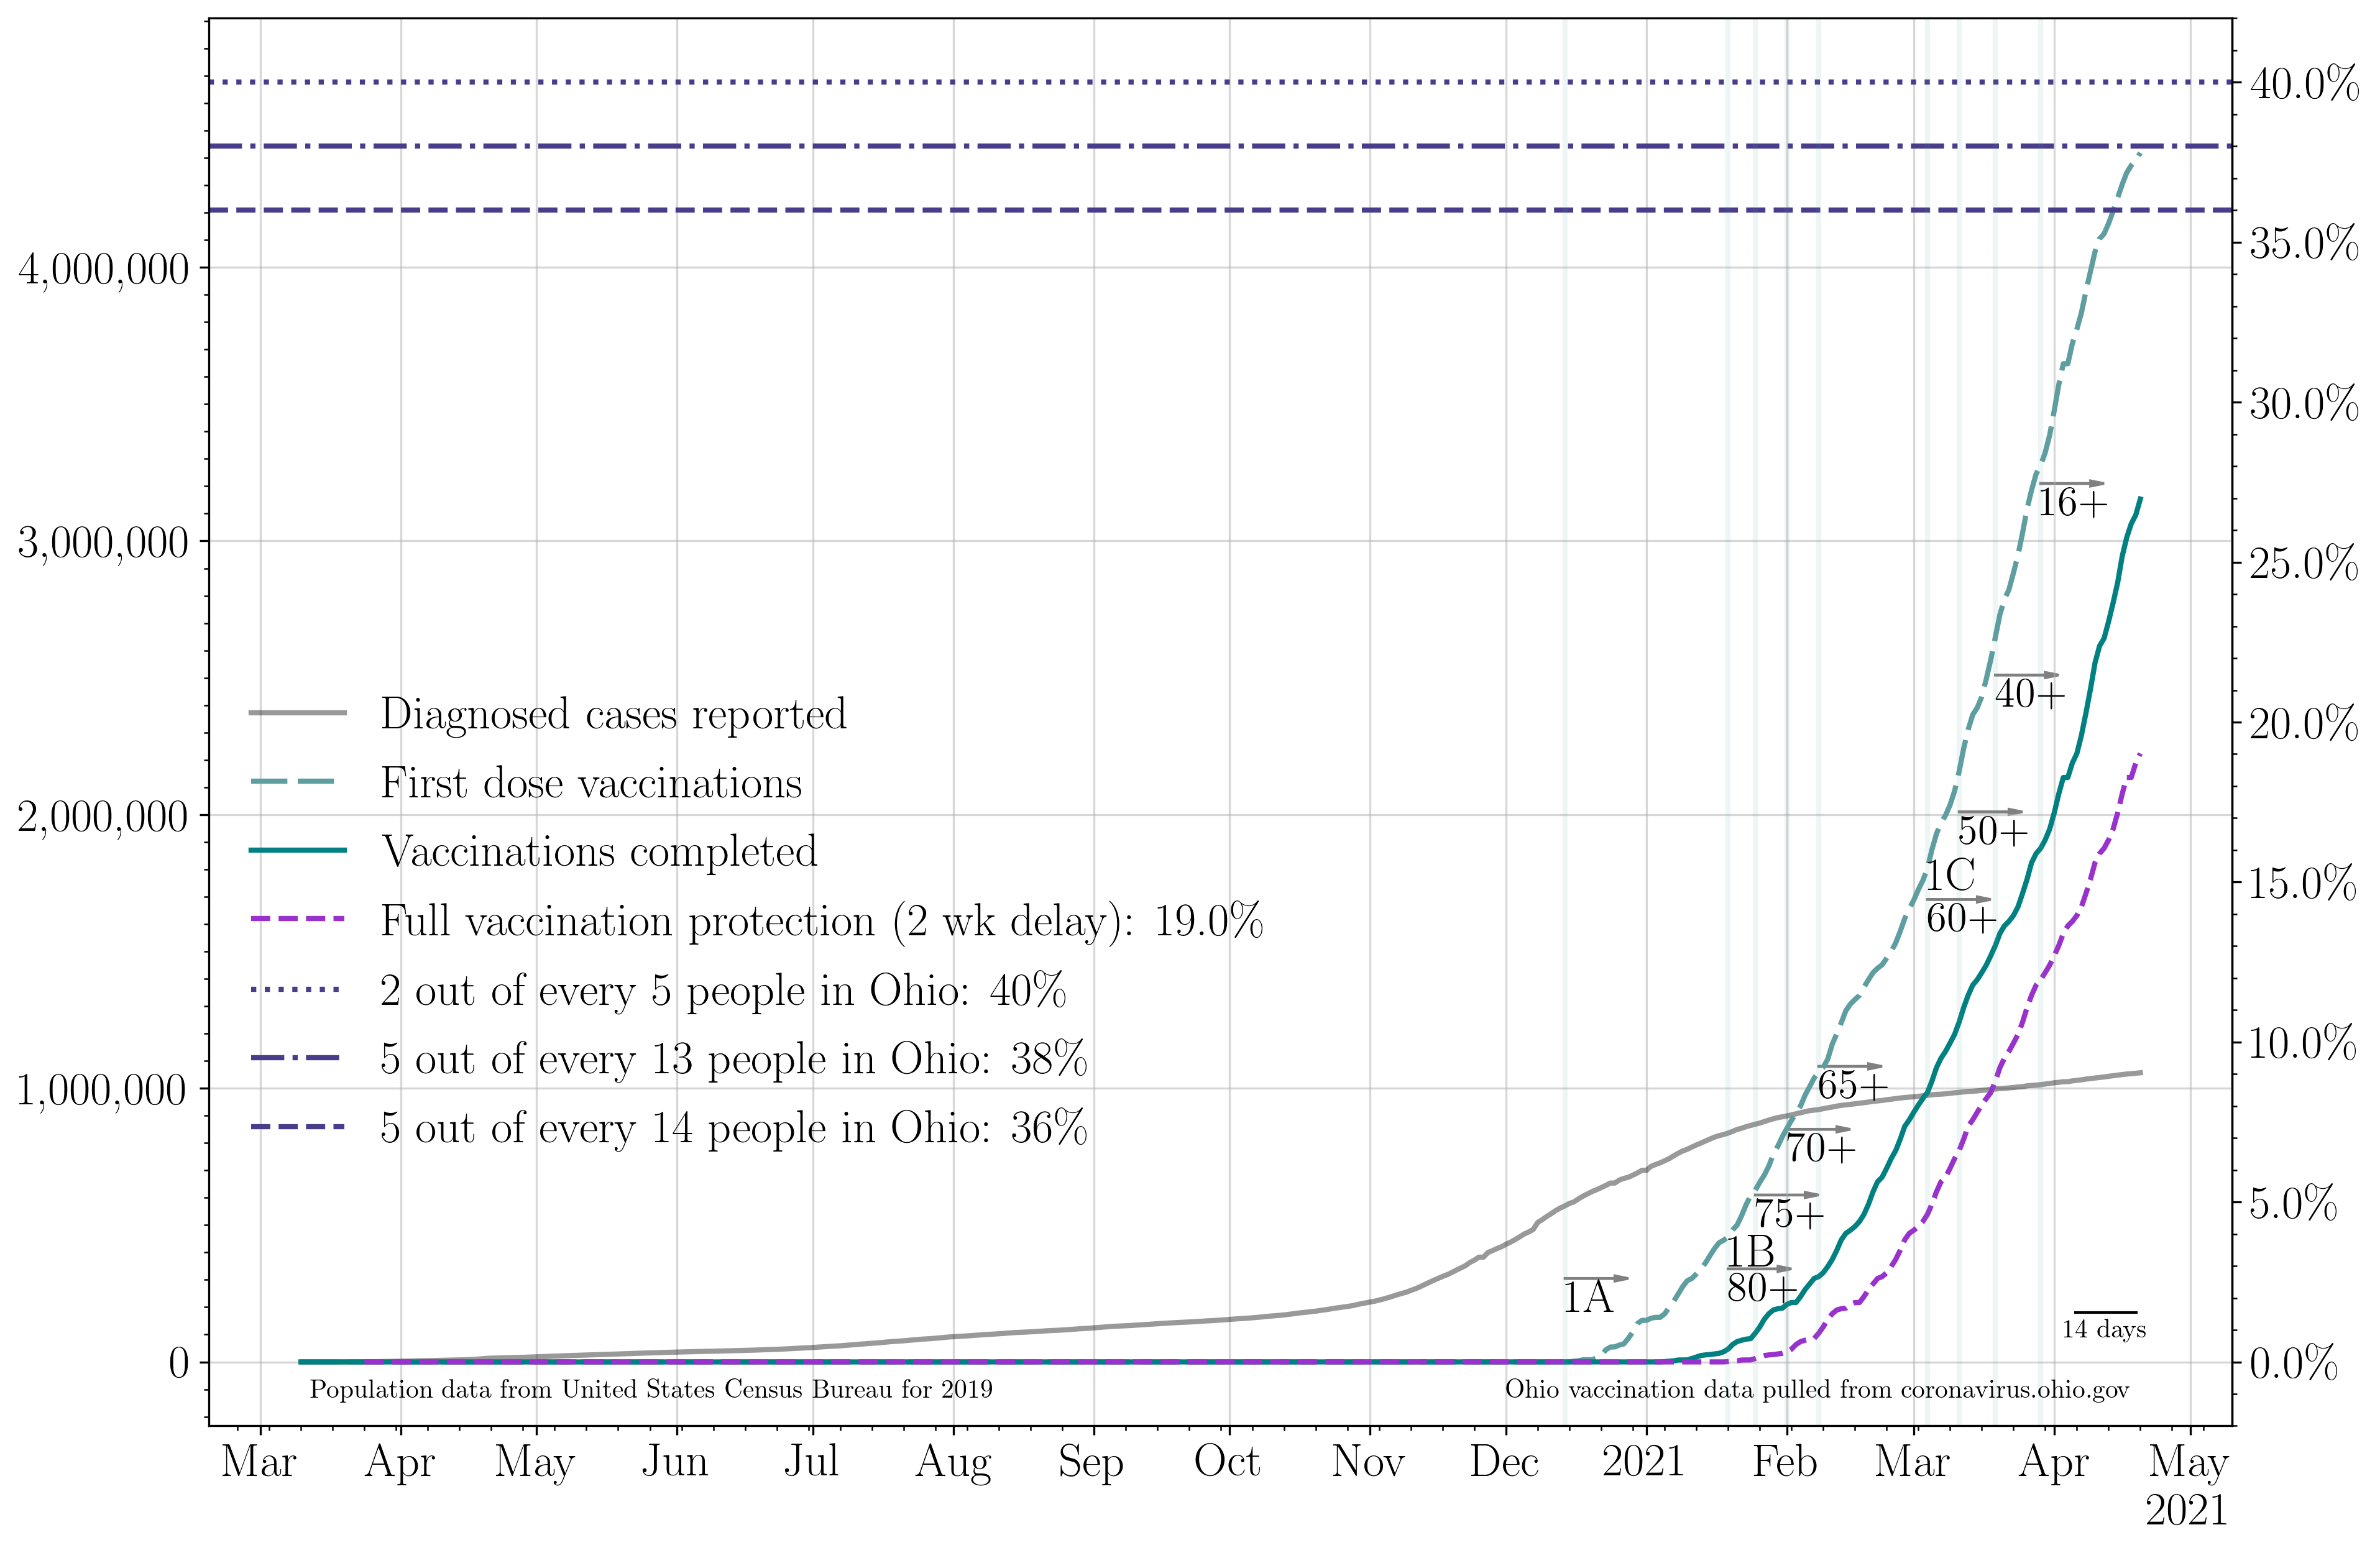 40.0%
35.0%
4,000,000
30.0%
3,000,000
16+
25.0%
40+
20.0%
Diagnosed cases reported
First dose vaccinations
2,000,000
50+
Vaccinations completed
1C
15.0%
60+
Full vaccination protection (2 wk delay): 19.0%
2 out of every 5 people in Ohio: 40%
5 out of every 13 people in Ohio: 38%
10.0%
1,000,000
65+
5 out of every 14 people in Ohio: 36%
70+
5.0%
75+
1B
80+
1A
14 days
0
0.0%
Population data from United States Census Bureau for 2019
Ohio vaccination data pulled from coronavirus.ohio.gov
Mar Apr May Jun Jul Aug Sep Oct Nov Dec 2021 Feb Mar Apr May
2021